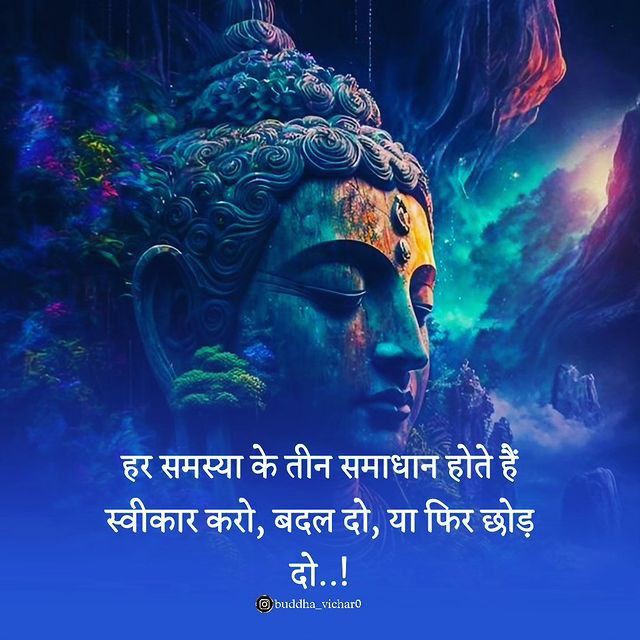 हर समस्या के तीन समाधान होते हैं
स्वीकार करो, बदल दो, या फिर छोड़
दो..!
buddha_vichar0